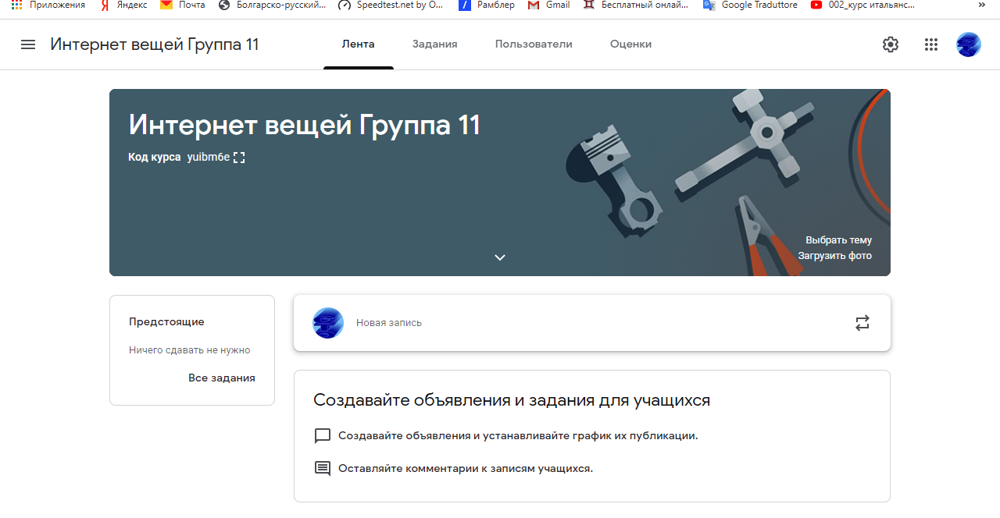 Приложения Яндекс Почта Болгарско-русский... Speedtest.net by O... Рамблер Gmail Бесплатный онлай... Google Traduttore 002_курс итальянс... »
Интернет вещей Группа 11 Лента Задания Пользователи Оценки
Интернет вещей Группа 11
Код курса yuibm6e
Выбрать тему
Загрузить фото
Предстоящие
Ничего сдавать не нужно
Все задания
Новая запись
Создавайте объявления и задания для учащихся
Создавайте объявления и устанавливайте график их публикации.
Оставляйте комментарии к записям учащихся.